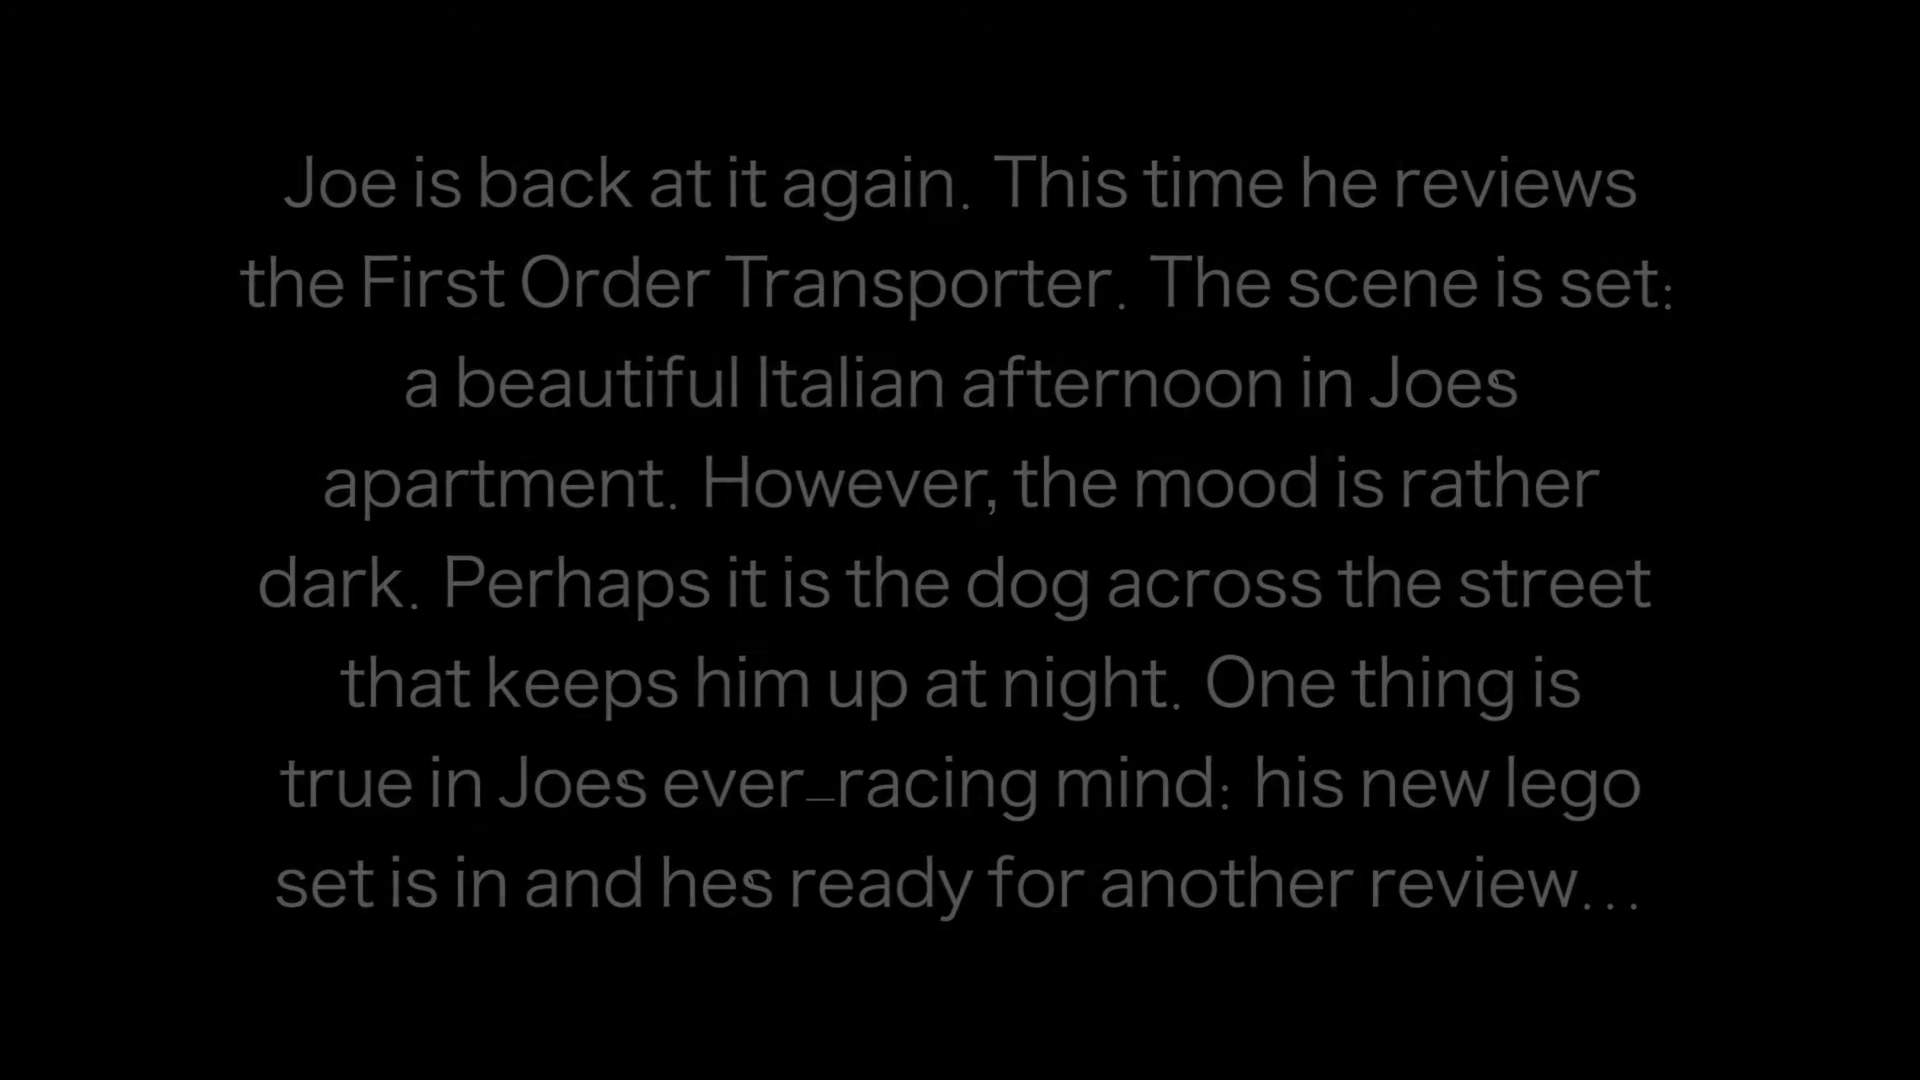 Joe is back at it again. This time he reviews
the First Order Transporter. The scene is set:
a beautiful Italian afternoon in Joe's
apartment. However, the mood is rather
dark. Perhaps it is the dog across the street
that keeps him up at night. One thing is
true in Joe's ever-racing mind: his new lego
set is in and he's ready for another review...